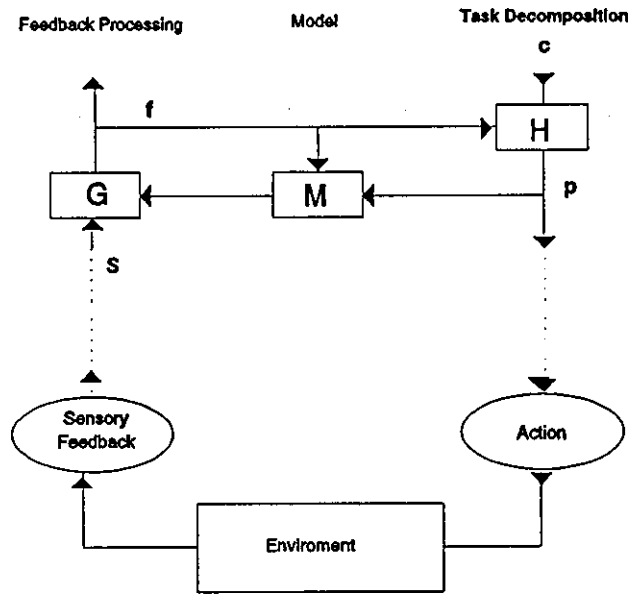 Feedback Processing
Model
Task Decomposition
c
f
H
G
M
p
S
Sensory
Feedback
Action
Enviroment